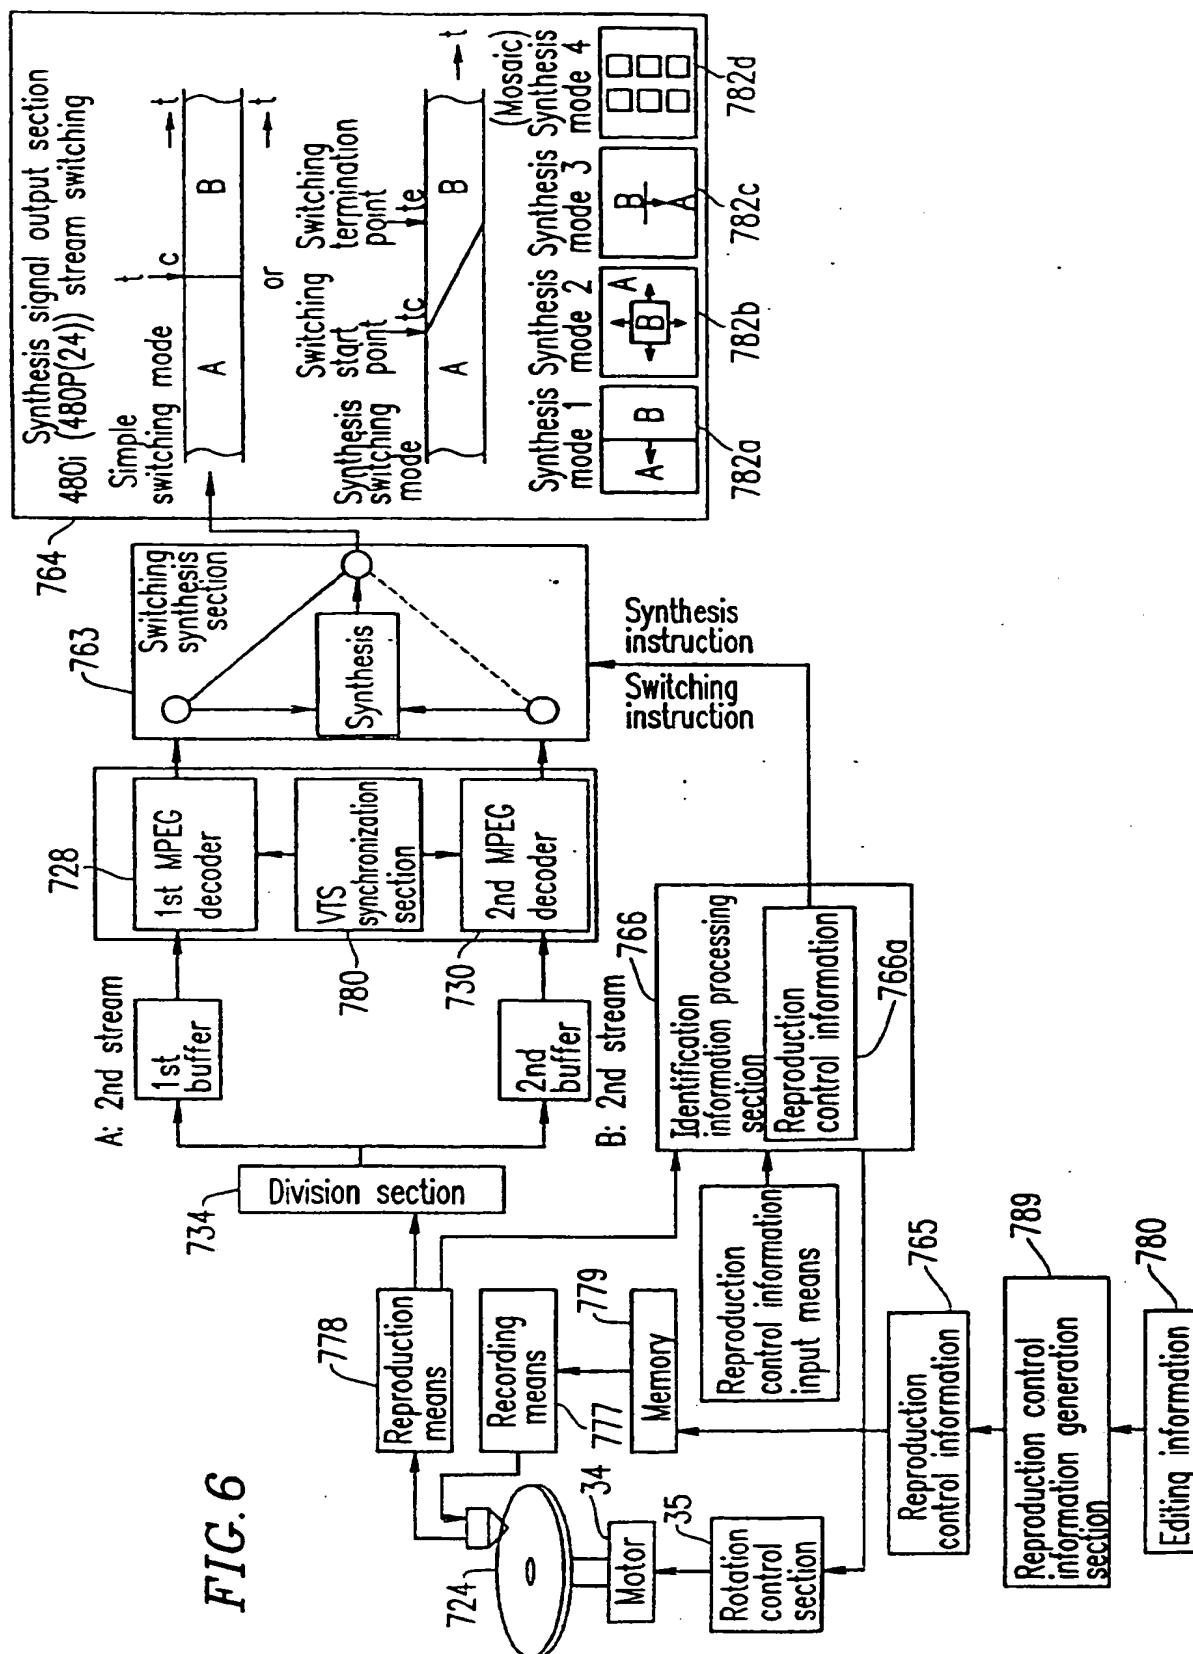 FIG. 6
Synthesis signal output section
480i (480P(24)) stream switching
Simple
switching mode
t
c
t
A
B
t
or
Synthesis
switching
mode
Switching
start
point
tc
Switching
termination
point
te
A
B
t
Synthesis
mode 1
A
B
782a
Synthesis
mode 2
B
A
782b
Synthesis
mode 3
B
A
782c
(Mosaic)
Synthesis
mode 4
782d
764
763
Switching
synthesis
section
Synthesis
Synthesis
instruction
Switching
instruction
728
1st MPEG
decoder
VTS
synchronization
section
780
2nd MPEG
decoder
730
A: 2nd stream
1st
buffer
2nd
buffer
B: 2nd stream
766
Identification
information processing
section
Reproduction
control information
766a
734
Division section
778
Reproduction
means
Recording
means
777
779
Memory
Reproduction
control information
input means
724
34
Motor
35
Rotation
control
section
765
Reproduction
control information
789
Reproduction control
information generation
section
780
Editing information